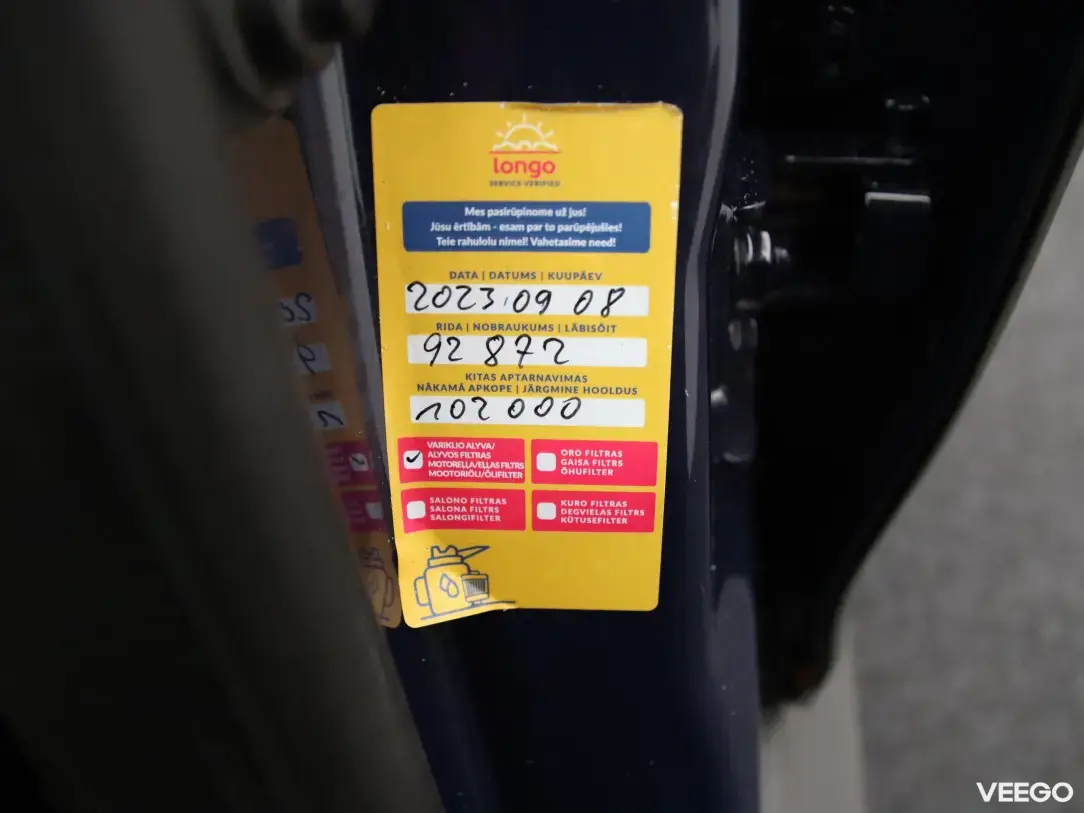 longo
SERVICE-VERIFIED
Mes pasirūpinome už jus!
Jūsu ērtībām - esam par to parūpējušies!
Teie rahulolu nimel! Vahetasime need!
DATA | DATUMS | KUUPÄEV
2023.09 08
RIDA | NOBRAUKUMS | LÄBISÕIT
92 872
KITAS APTARNAVIMAS
NĀKAMĀ APKOPE | JÄRGMINE HOOLDUS
102 000
VARIKLIO ALYVA/
ALYVOS FILTRAS
MOTOREĻĻA/EĻĻAS FILTRS
MOOTORIÕLI/ÕLIFILTER
ORO FILTRAS
GAISA FILTRS
ÕHUFILTER
SALONO FILTRAS
SALONA FILTRS
SALONGIFILTER
KURO FILTRAS
DEGVIELAS FILTRS
KÜTUSEFILTER
VEEGO